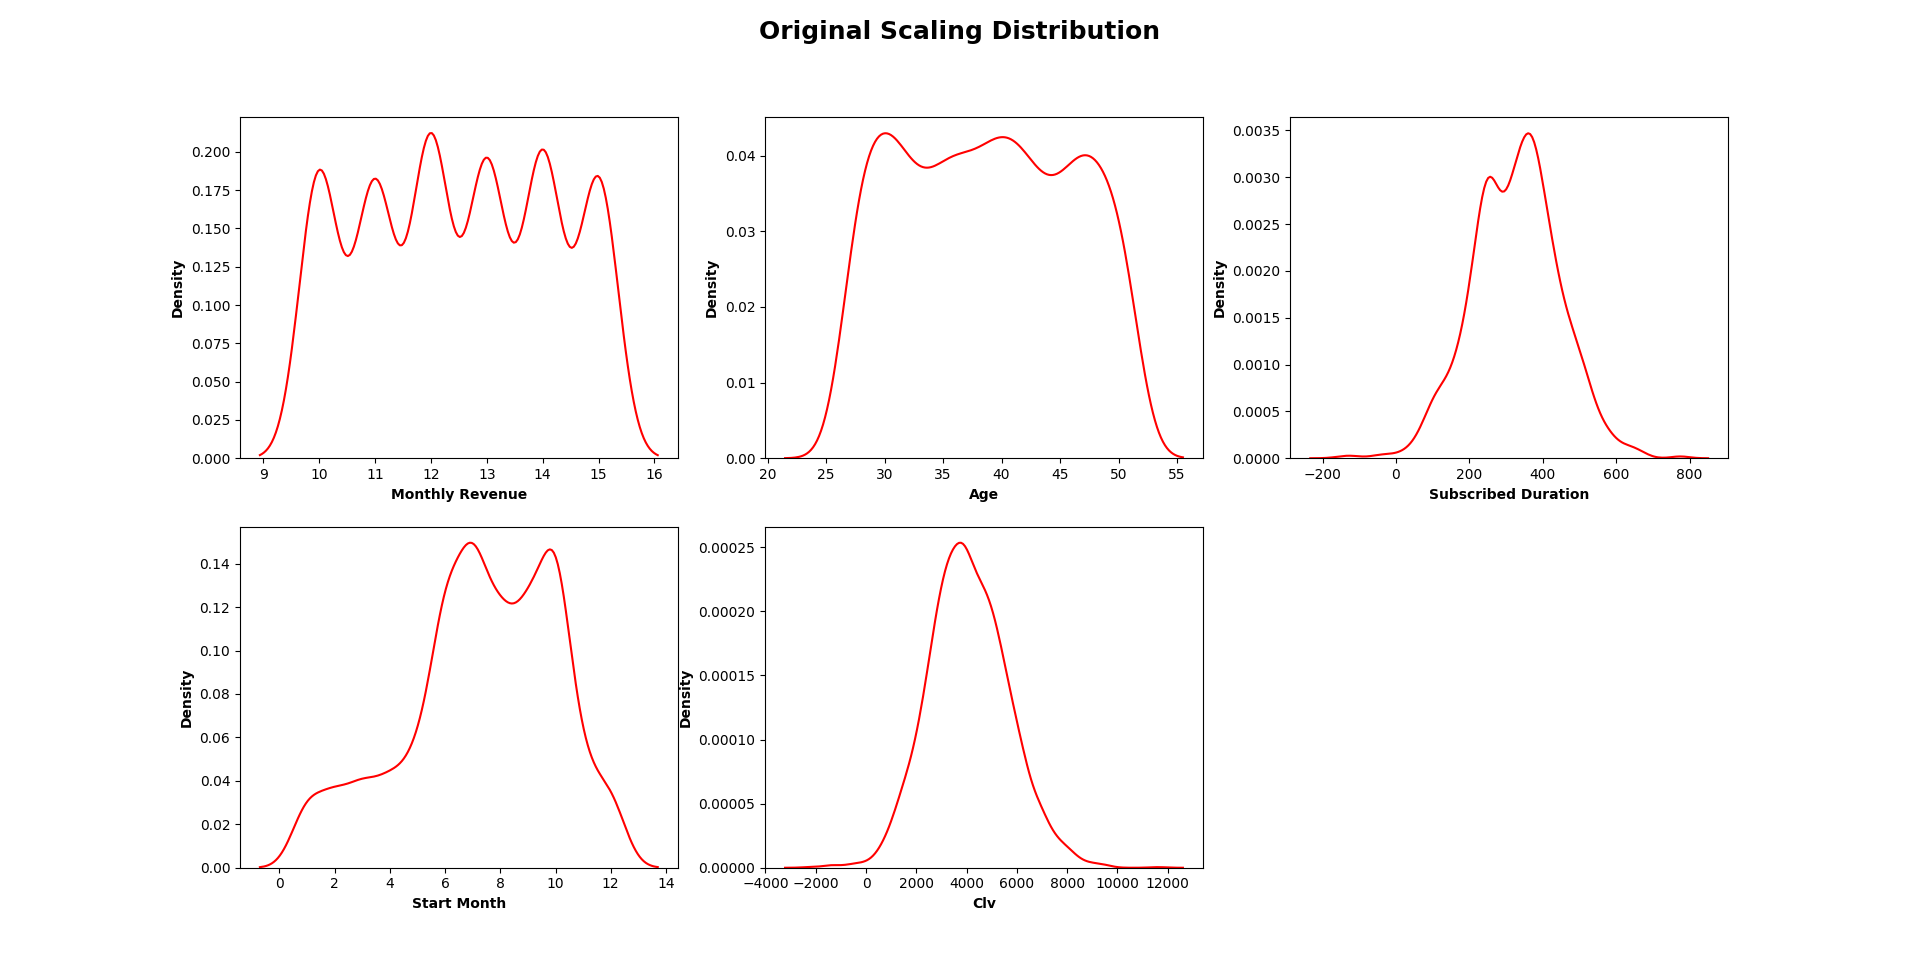 Original Scaling Distribution
0.200
0.175
0.150
0.125
0.100
0.075
0.050
0.025
0.000
Density
9 10 11 12 13 14 15 16
Monthly Revenue
0.04
0.03
0.02
0.01
0.00
Density
20 25 30 35 40 45 50 55
Age
0.0035
0.0030
0.0025
0.0020
0.0015
0.0010
0.0005
0.0000
Density
−200 0 200 400 600 800
Subscribed Duration
0.14
0.12
0.10
0.08
0.06
0.04
0.02
0.00
Density
0 2 4 6 8 10 12 14
Start Month
0.00025
0.00020
0.00015
0.00010
0.00005
0.00000
Density
−4000 −2000 0 2000 4000 6000 8000 10000 12000
Clv